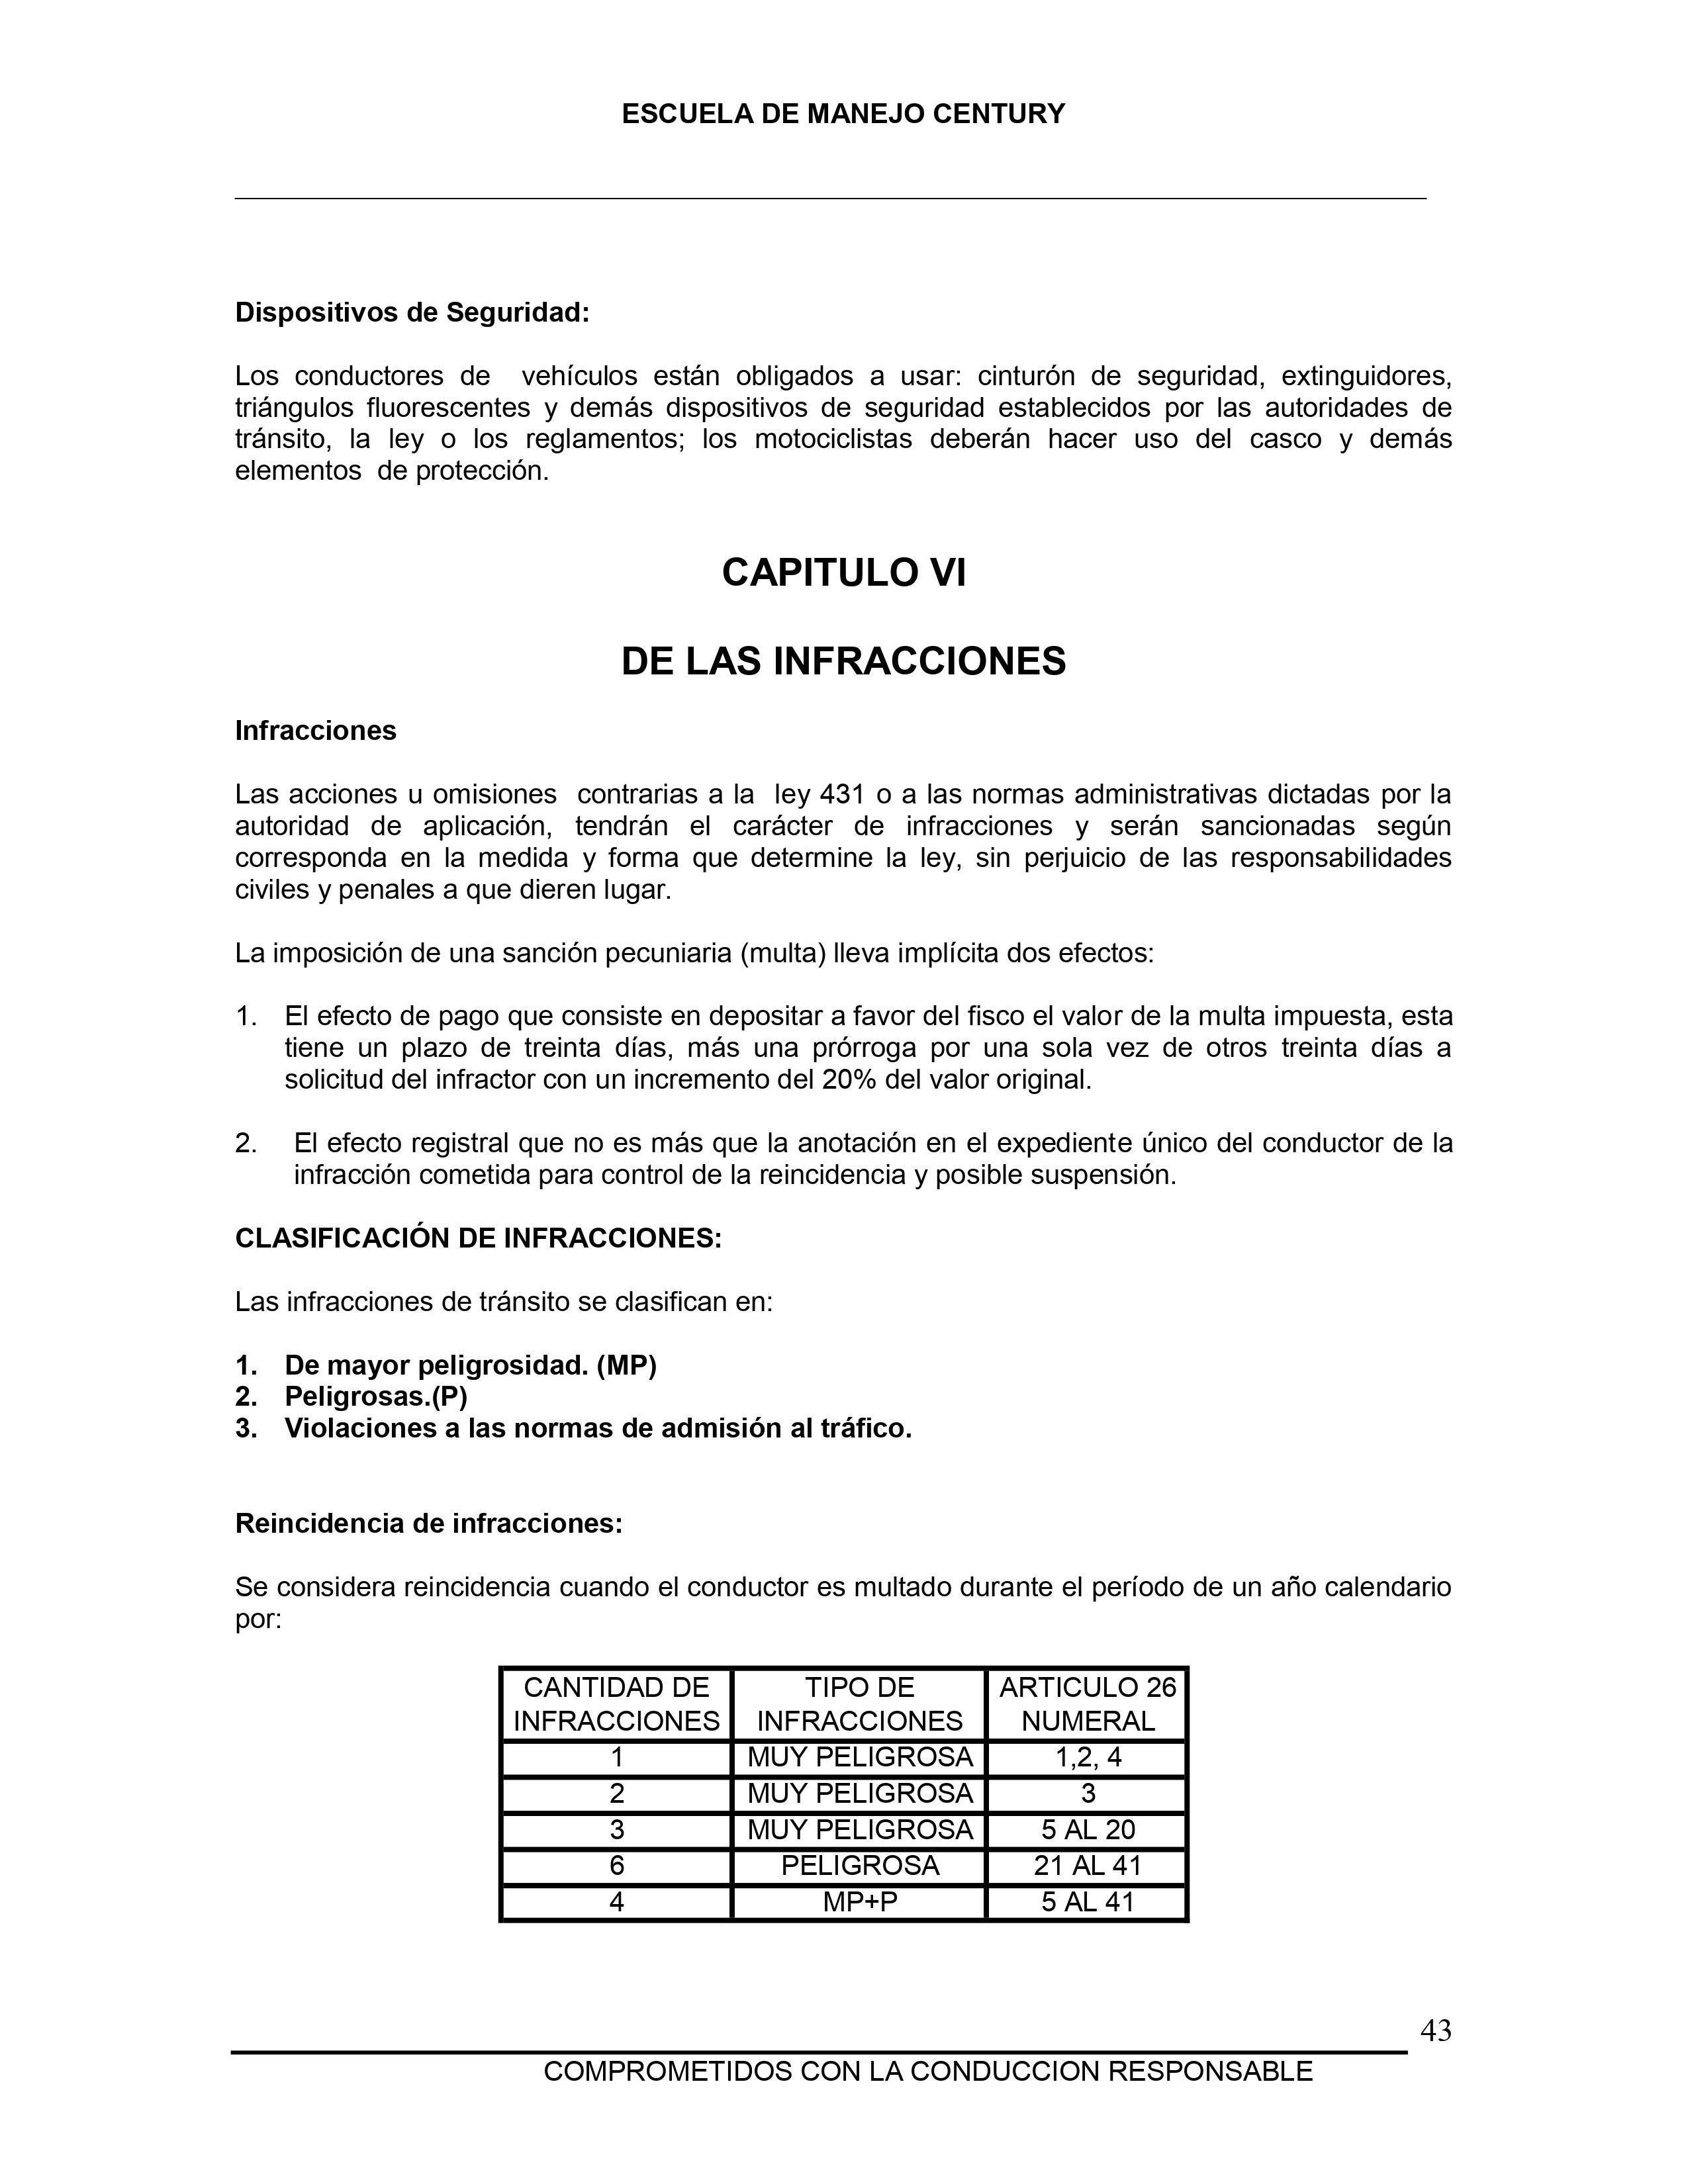 ESCUELA DE MANEJO CENTURY
Dispositivos de Seguridad:
Los conductores de vehículos están obligados a usar: cinturón de seguridad, extinguidores,
triángulos fluorescentes y demás dispositivos de seguridad establecidos por las autoridades de
tránsito, la ley o los reglamentos; los motociclistas deberán hacer uso del casco y demás
elementos de protección.
CAPITULO VI
DE LAS INFRACCIONES
Infracciones
Las acciones u omisiones contrarias a la ley 431 o a las normas administrativas dictadas por la
autoridad de aplicación, tendrán el carácter de infracciones y serán sancionadas según
corresponda en la medida y forma que determine la ley, sin perjuicio de las responsabilidades
civiles y penales a que dieren lugar.
La imposición de una sanción pecuniaria (multa) lleva implícita dos efectos:
1. El efecto de pago que consiste en depositar a favor del fisco el valor de la multa impuesta, esta
tiene un plazo de treinta días, más una prórroga por una sola vez de otros treinta días a
solicitud del infractor con un incremento del 20% del valor original.
2. El efecto registral que no es más que la anotación en el expediente único del conductor de la
infracción cometida para control de la reincidencia y posible suspensión.
CLASIFICACIÓN DE INFRACCIONES:
Las infracciones de tránsito se clasifican en:
1. De mayor peligrosidad. (MP)
2. Peligrosas.(P)
3. Violaciones a las normas de admisión al tráfico.
Reincidencia de infracciones:
Se considera reincidencia cuando el conductor es multado durante el período de un año calendario
por:
CANTIDAD DE TIPO DE ARTICULO 26
INFRACCIONES INFRACCIONES NUMERAL
1 MUY PELIGROSA 1,2, 4
2 MUY PELIGROSA 3
3 MUY PELIGROSA 5 AL 20
6 PELIGROSA 21 AL 41
4 MP+P 5 AL 41
43
COMPROMETIDOS CON LA CONDUCCION RESPONSABLE